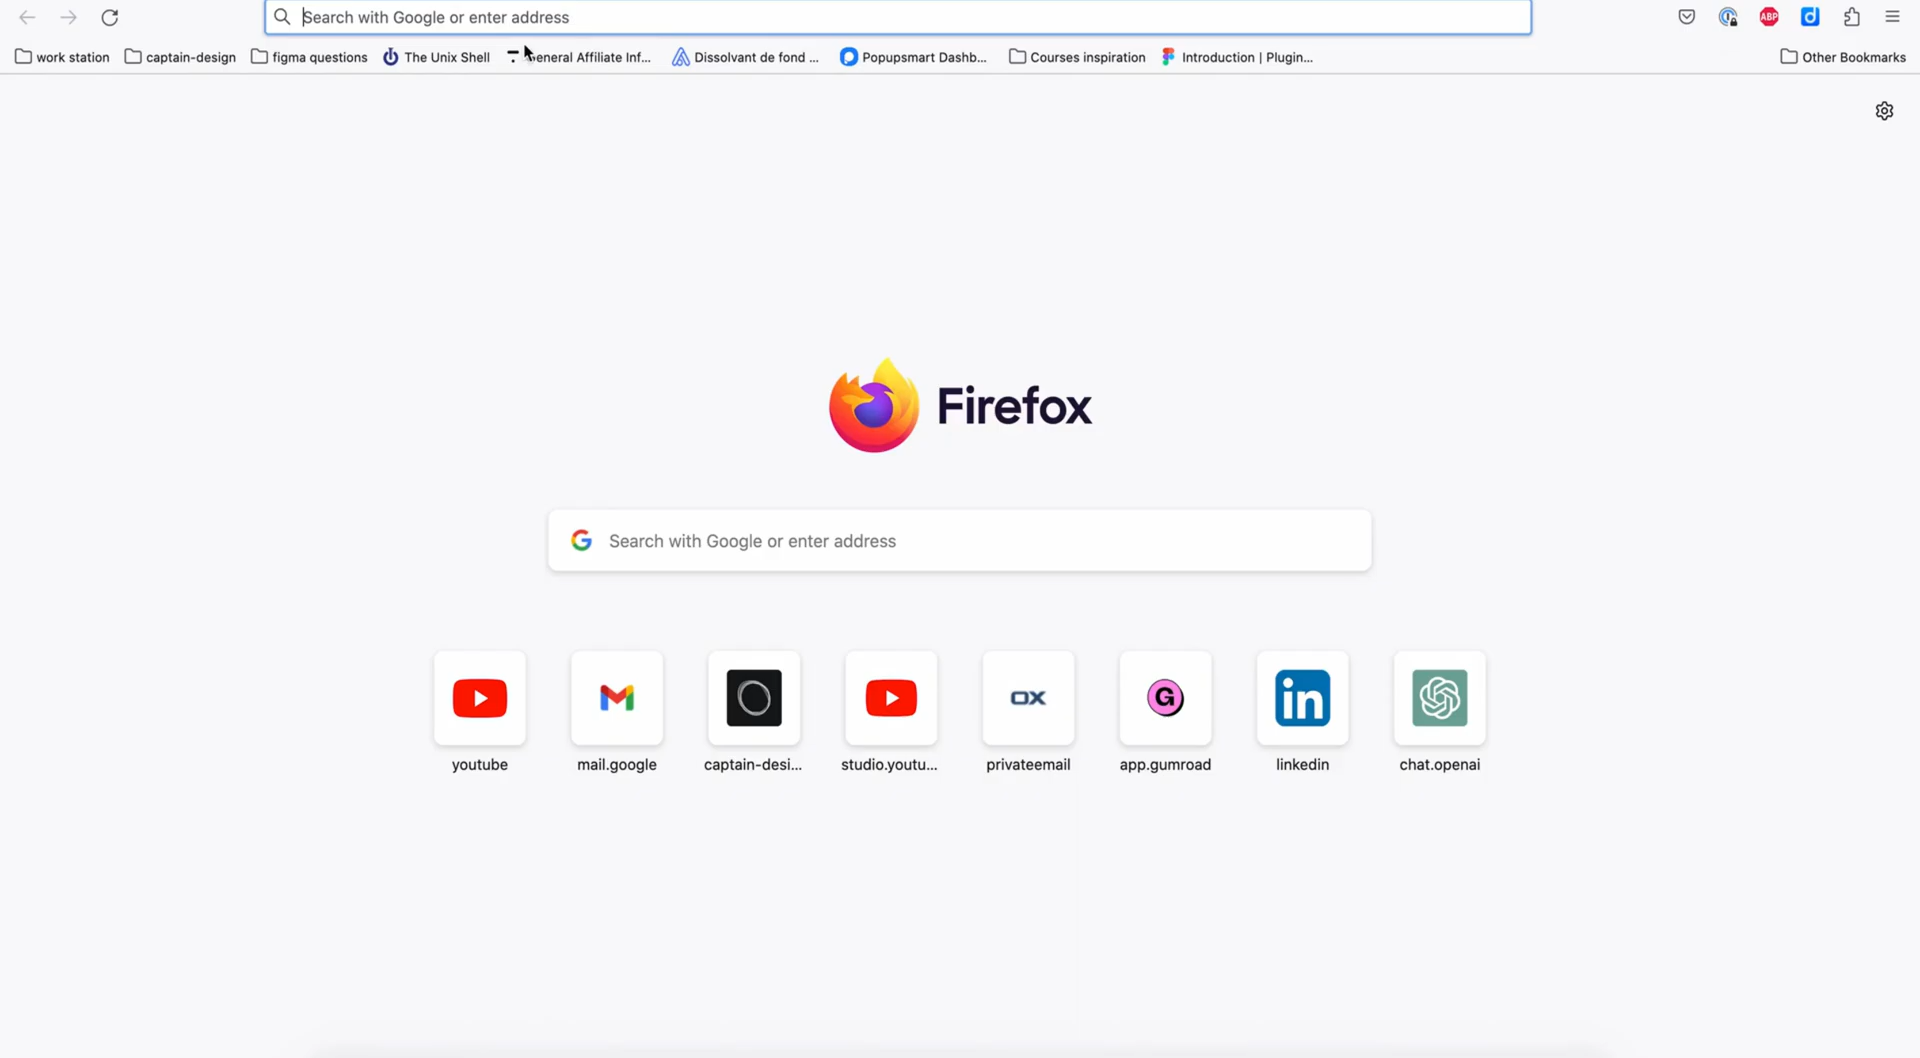 Search with Google or enter address
ABP
work station captain-design figma questions The Unix Shell eneral Affiliate Inf... Dissolvant de fond ... Popupsmart Dashb... Courses inspiration Introduction | Plugin... Other Bookmarks
Firefox
G Search with Google or enter address
OX G in
youtube mail.google captain-desi... studio.youtu... privateemail app.gumroad linkedin chat.openai